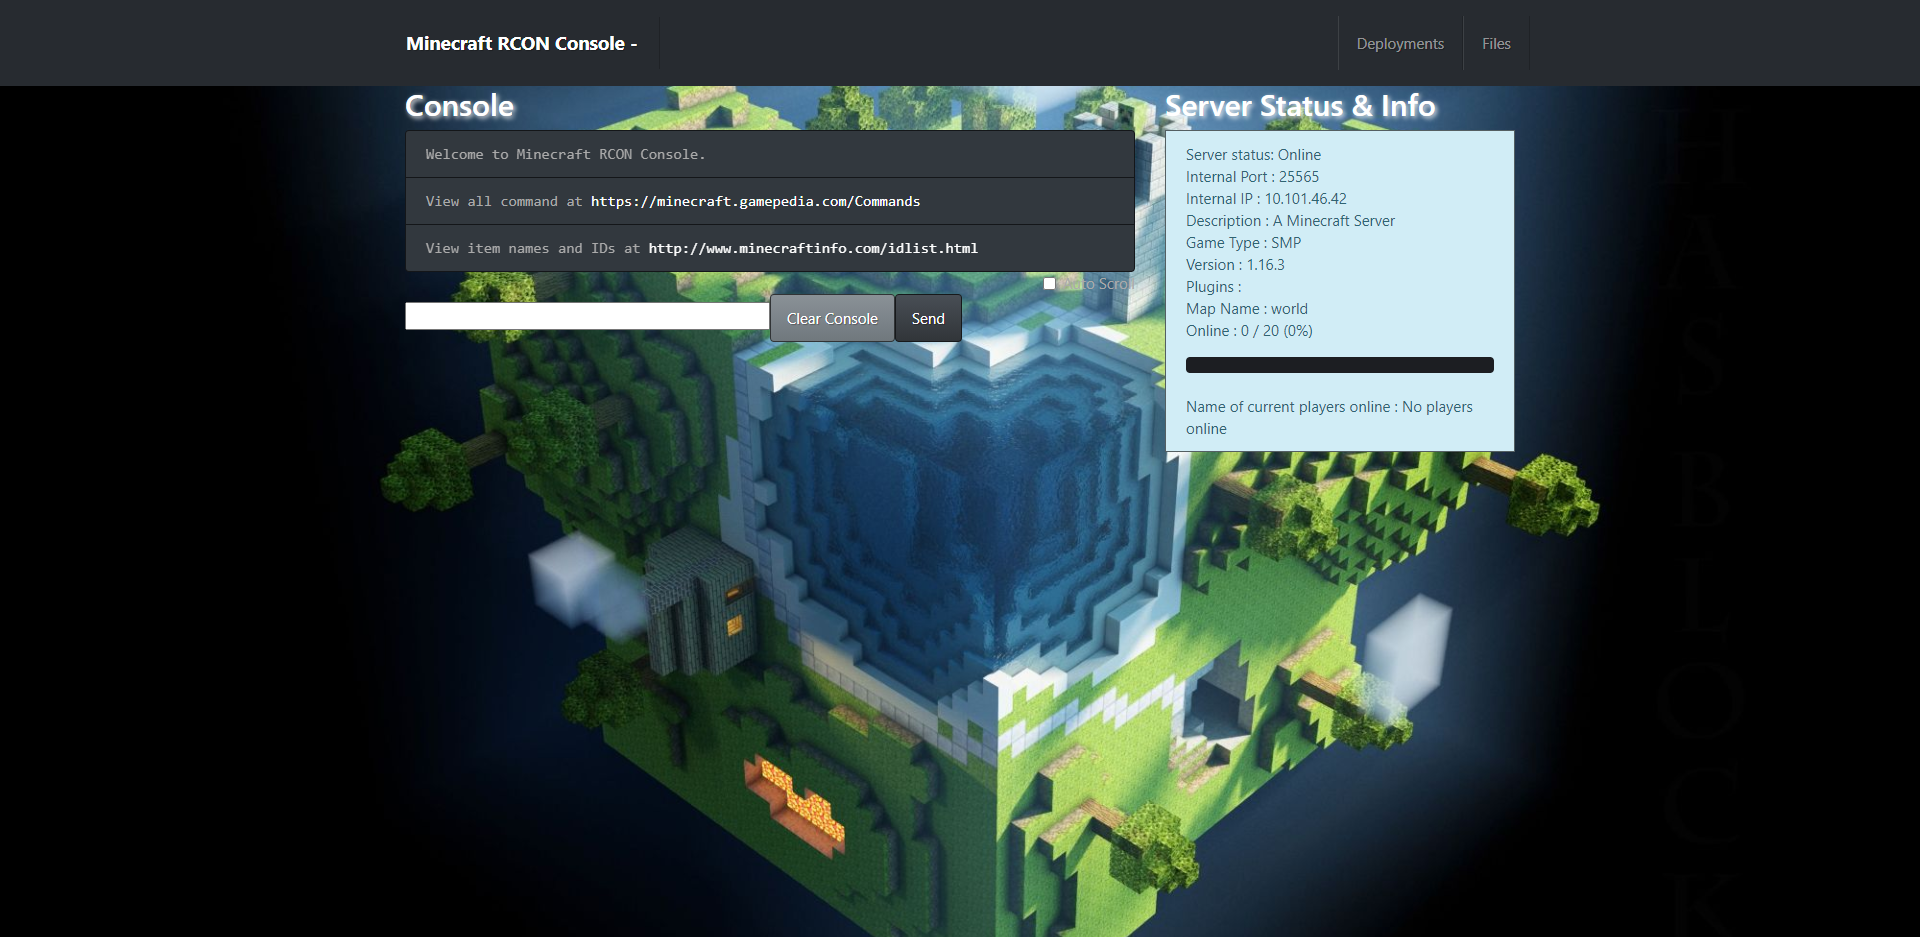 Minecraft RCON Console -
Deployments
Files
Console
Welcome to Minecraft RCON Console.
View all command at https://minecraft.gamepedia.com/Commands
View item names and IDs at http://www.minecraftinfo.com/idlist.html
Auto Scroll
Clear Console
Send
Server Status & Info
Server status: Online
Internal Port : 25565
Internal IP : 10.101.46.42
Description : A Minecraft Server
Game Type : SMP
Version : 1.16.3
Plugins :
Map Name : world
Online : 0 / 20 (0%)
Name of current players online : No players
online
HASBLOCK